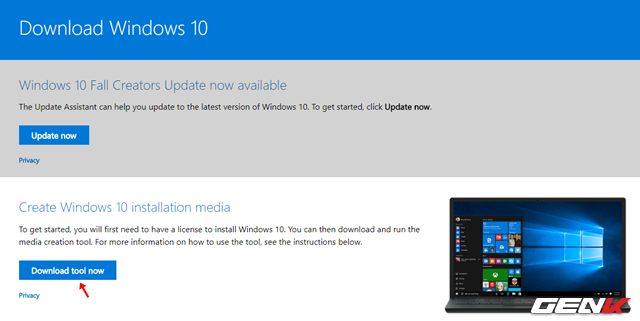 Download Windows 10
Windows 10 Fall Creators Update now available
The Update Assistant can help you update to the latest version of Windows 10. To get started, click Update now.
Update now
Privacy
Create Windows 10 installation media
To get started, you will first need to have a license to install Windows 10. You can then download and run the
media creation tool. For more information on how to use the tool, see the instructions below.
Download tool now
Privacy
GENK